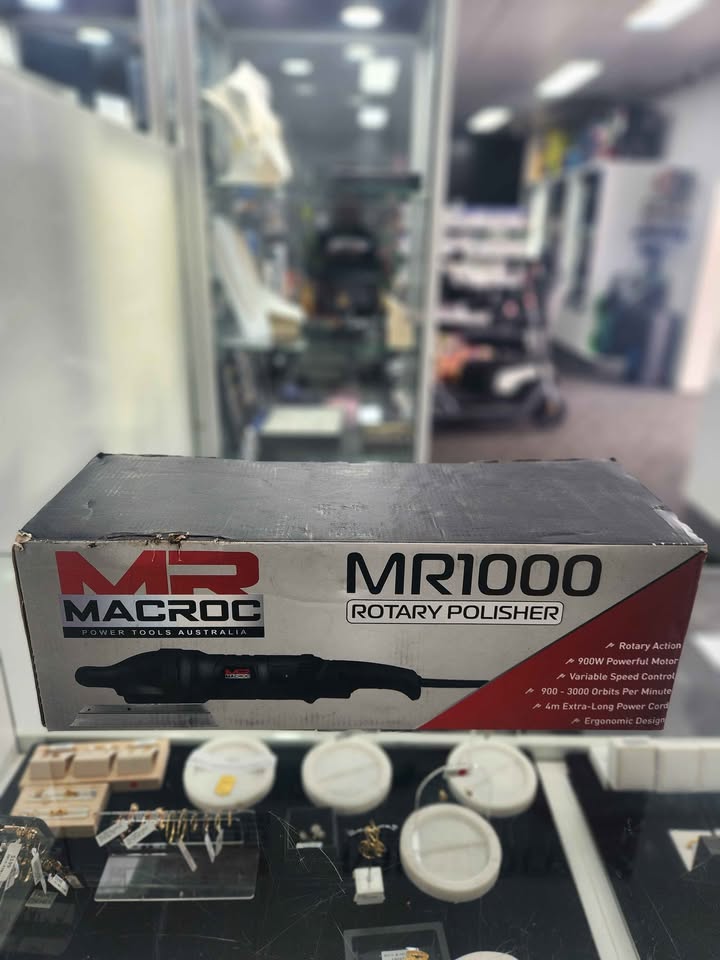 MR
MACROC
POWER TOOLS AUSTRALIA
MR1000
ROTARY POLISHER
Rotary Action
900W Powerful Motor
Variable Speed Control
900 - 3000 Orbits Per Minute
4m Extra-Long Power Cord
Ergonomic Design
MR